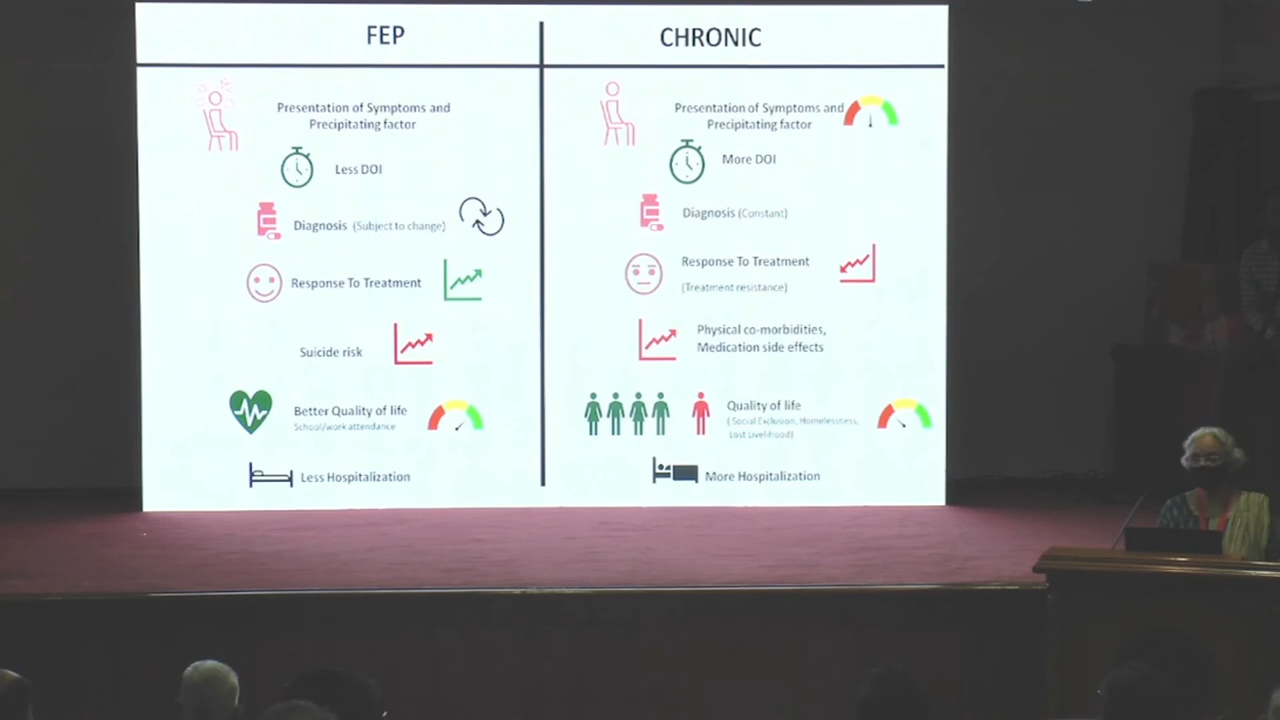 FEP
Presentation of Symptoms and
Precipitating factor
Less DOI
Diagnosis (Subject to change)
Response To Treatment
Suicide risk
Better Quality of life
School/work attendance
Less Hospitalization
CHRONIC
Presentation of Symptoms and
Precipitating factor
More DOI
Diagnosis (Constant)
Response To Treatment
(Treatment resistance)
Physical co-morbidities,
Medication side effects
Quality of life
( Social Exclusion, Homelessness,
Lost Livelihood)
More Hospitalization